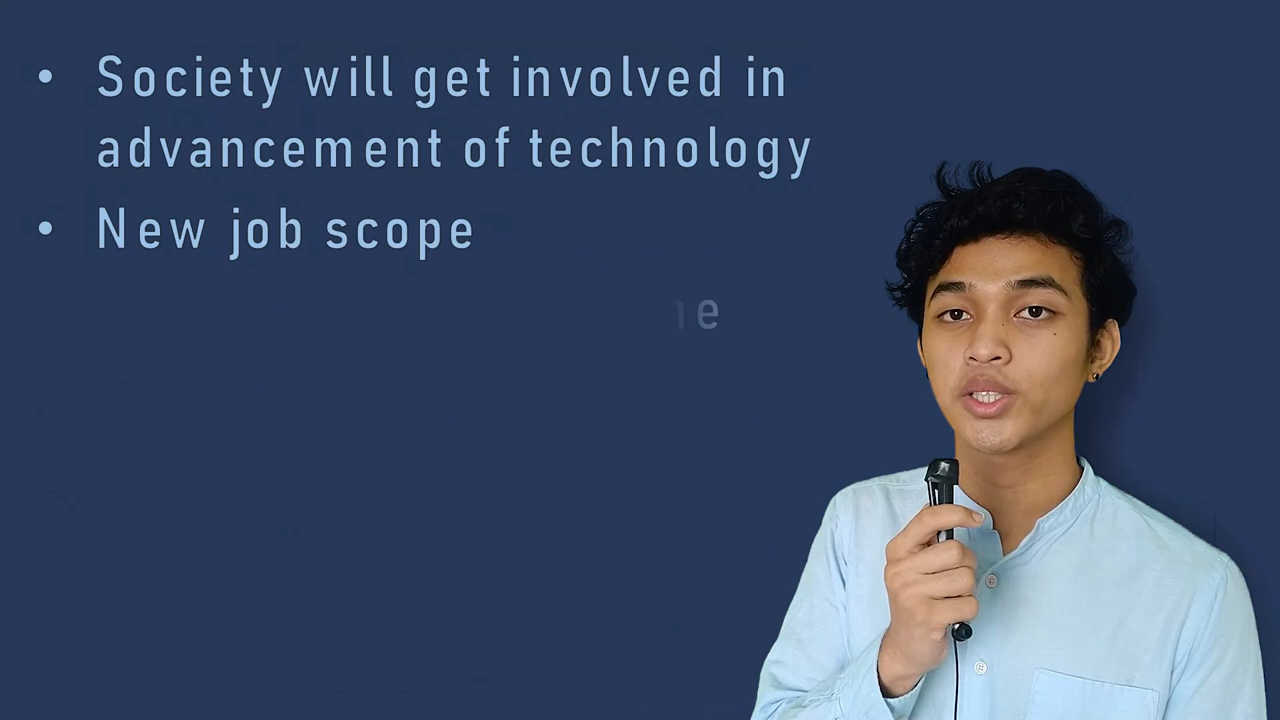 • Society will get involved in
advancement of technology
• New job scope